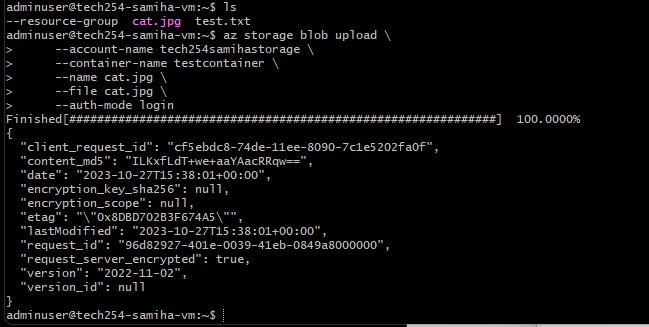 adminuser@tech254-samiha-vm:~$ ls
--resource-group  cat.jpg  test.txt
adminuser@tech254-samiha-vm:~$ az storage blob upload \
>     --account-name tech254samihastorage \
>     --container-name testcontainer \
>     --name cat.jpg \
>     --file cat.jpg \
>     --auth-mode login
Finished[#############################################################]  100.0000%
{
  "client_request_id": "cf5ebdc8-74de-11ee-8090-7c1e5202fa0f",
  "content_md5": "ILKxfLdT+we+aaYAacRRqw==",
  "date": "2023-10-27T15:38:01+00:00",
  "encryption_key_sha256": null,
  "encryption_scope": null,
  "etag": "\"0x8DBD702B3F674A5\"",
  "lastModified": "2023-10-27T15:38:01+00:00",
  "request_id": "96d82927-401e-0039-41eb-0849a8000000",
  "request_server_encrypted": true,
  "version": "2022-11-02",
  "version_id": null
}
adminuser@tech254-samiha-vm:~$